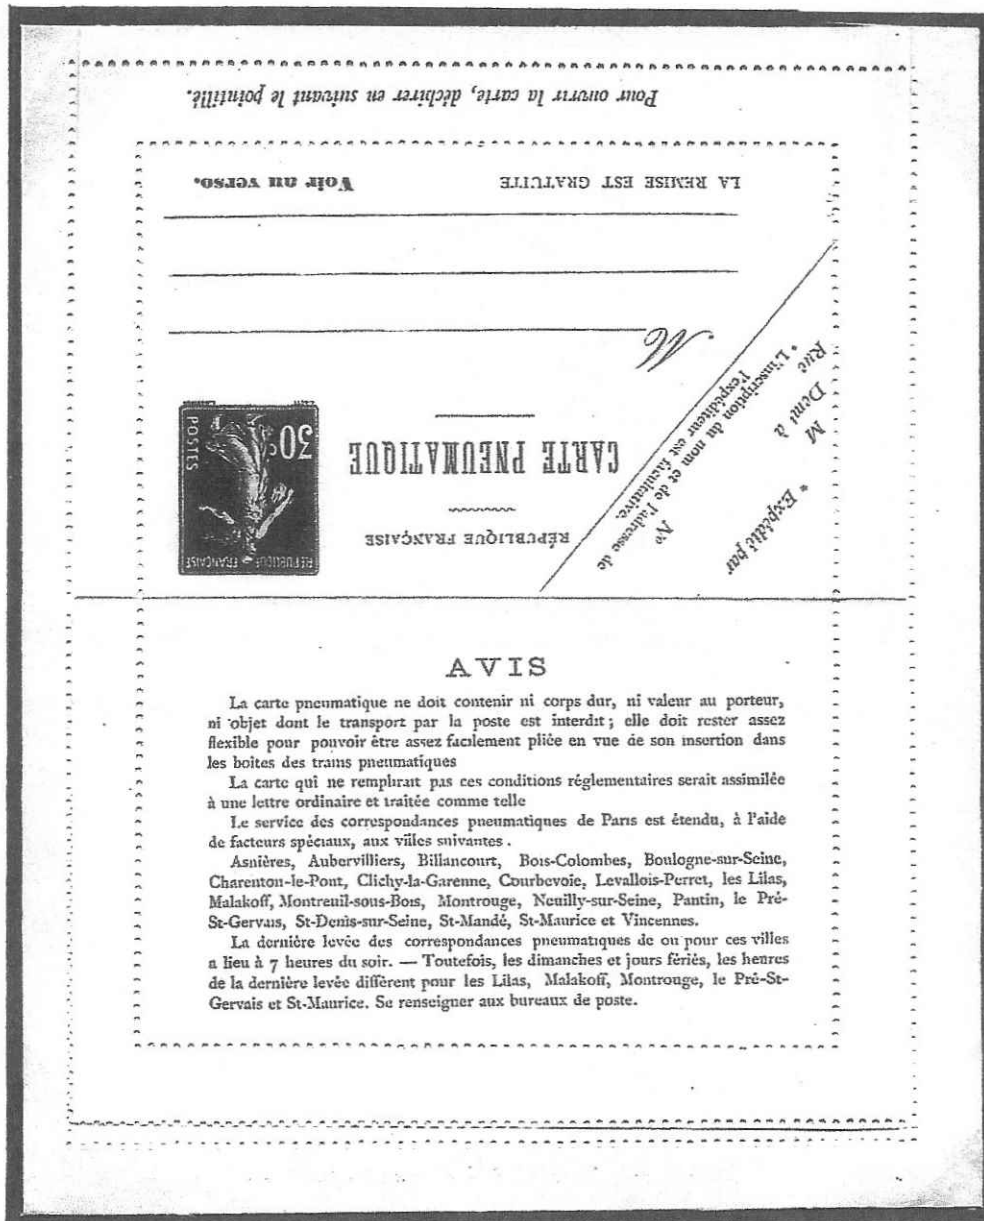 Pour ouvrir la carte, déchirer en suivant le pointillé.
LA REMISE EST GRATUITE
Voir au verso.
M
* Expédié par
M
Demt à
Rue
N°
* L'inscription du nom et de l'adresse de
l'expéditeur est facultative.
RÉPUBLIQUE FRANÇAISE
CARTE PNEUMATIQUE
RÉPUBLIQUE FRANÇAISE
30c
POSTES
AVIS
La carte pneumatique ne doit contenir ni corps dur, ni valeur au porteur,
ni objet dont le transport par la poste est interdit ; elle doit rester assez
flexible pour pouvoir être assez facilement pliée en vue de son insertion dans
les boites des trains pneumatiques
La carte qui ne remplirait pas ces conditions réglementaires serait assimilée
à une lettre ordinaire et traitée comme telle
Le service des correspondances pneumatiques de Paris est étendu, à l'aide
de facteurs spéciaux, aux villes suivantes .
Asnières, Aubervilliers, Billancourt, Bois-Colombes, Boulogne-sur-Seine,
Charenton-le-Pont, Clichy-la-Garenne, Courbevoie, Levallois-Perret, les Lilas,
Malakoff, Montreuil-sous-Bois, Montrouge, Neuilly-sur-Seine, Pantin, le Pré-
St-Gervais, St-Denis-sur-Seine, St-Mandé, St-Maurice et Vincennes.
La dernière levée des correspondances pneumatiques de ou pour ces villes
a lieu à 7 heures du soir. — Toutefois, les dimanches et jours fériés, les heures
de la dernière levée diffèrent pour les Lilas, Malakoff, Montrouge, le Pré-St-
Gervais et St-Maurice. Se renseigner aux bureaux de poste.